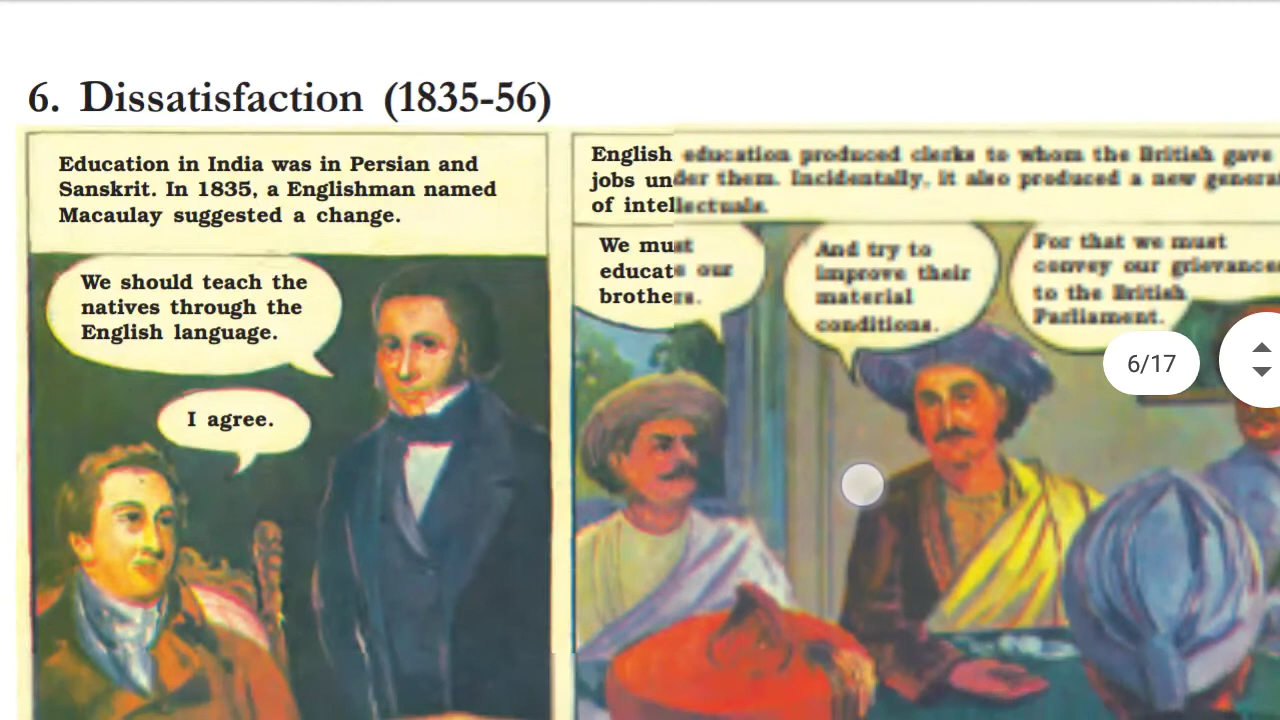 6. Dissatisfaction (1835-56)
Education in India was in Persian and
Sanskrit. In 1835, a Englishman named
Macaulay suggested a change.
We should teach the
natives through the
English language.
I agree.
English education produced clerks to whom the British gave
jobs under them. Incidentally, it also produced a new
of intellectuals.
We must
educate our
brothers.
And try to
improve their
material
conditions.
For that we must
convey our
to the British
Parliament.
6/17